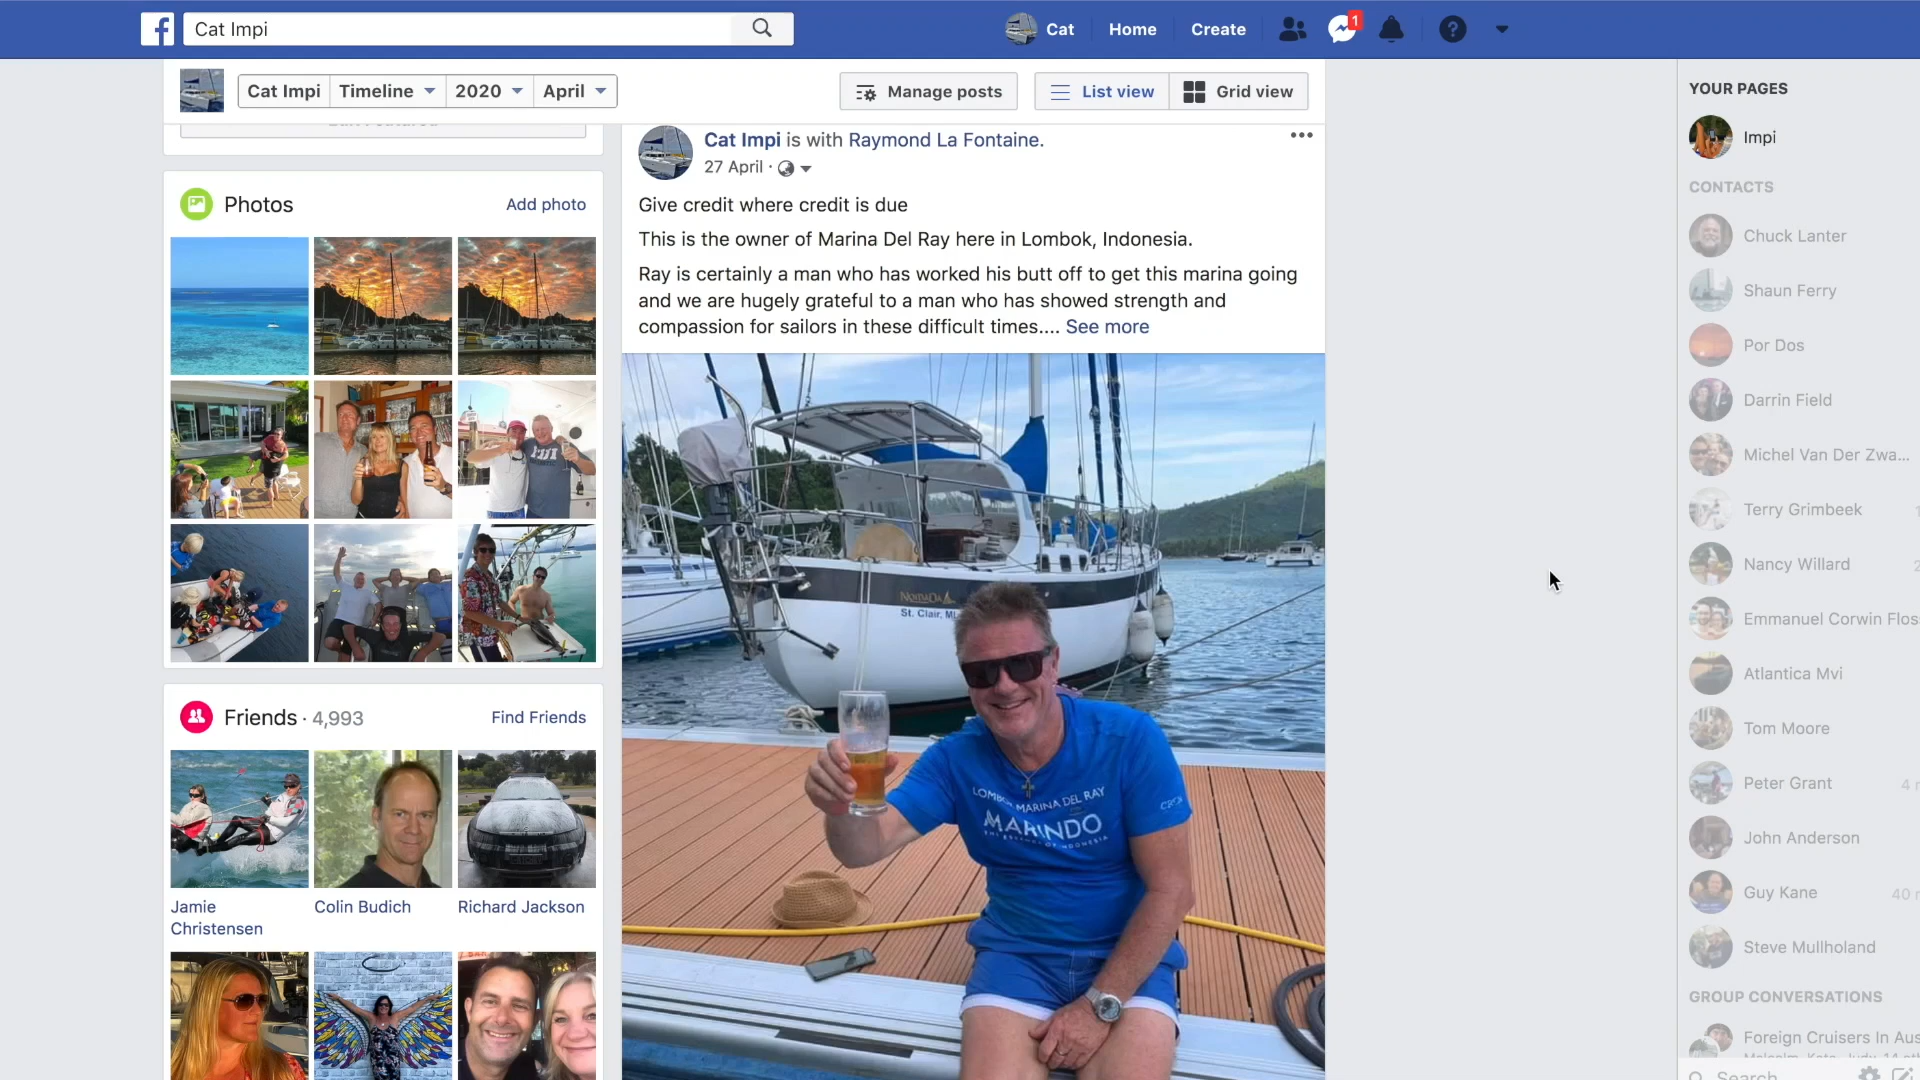 Cat Impi
Cat Home Create 1
Cat Impi Timeline 2020 April
Manage posts List view Grid view
Photos Add photo
Friends · 4,993 Find Friends
Jamie Christensen
Colin Budich
Richard Jackson
Cat Impi is with Raymond La Fontaine.
27 April ·
Give credit where credit is due
This is the owner of Marina Del Ray here in Lombok, Indonesia.
Ray is certainly a man who has worked his butt off to get this marina going
and we are hugely grateful to a man who has showed strength and
compassion for sailors in these difficult times.... See more
St. Clair, MI
LOMBOK MARINA DEL RAY
MARINDO
YOUR PAGES
Impi
CONTACTS
Chuck Lanter
Shaun Ferry
Por Dos
Darrin Field
Michel Van Der Zwa...
Terry Grimbeek
Nancy Willard
Emmanuel Corwin Flos
Atlantica Mvi
Tom Moore
Peter Grant 4
John Anderson
Guy Kane 40
Steve Mullholand
GROUP CONVERSATIONS
Foreign Cruisers In Aus
Search